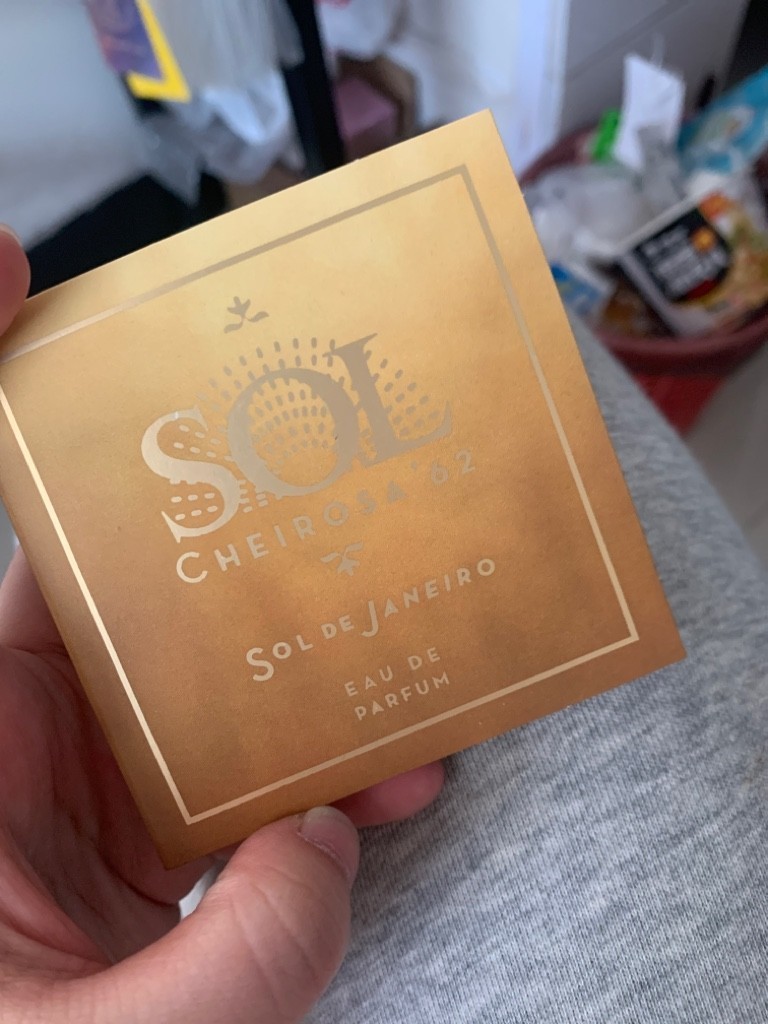 SOL
CHEIROSA '62
SOL DE JANEIRO
EAU DE
PARFUM